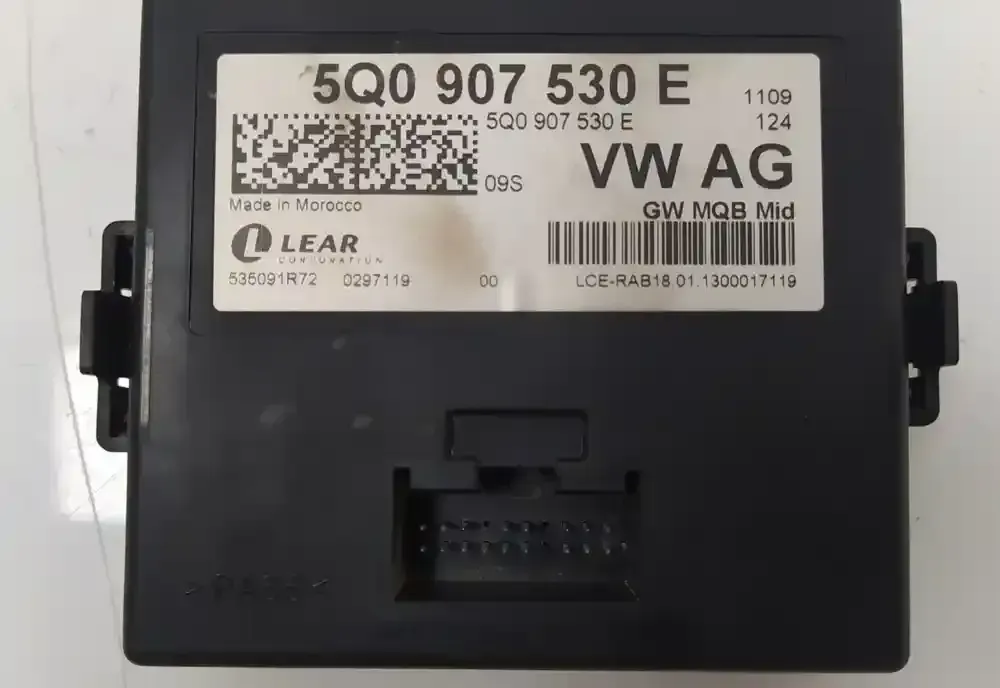 5Q0 907 530 E
1109
5Q0 907 530 E
124
09S
VW AG
Made in Morocco
GW MQB Mid
LEAR
CORPORATION
535091R72 0297119 00 LCE-RAB18.01.1300017119